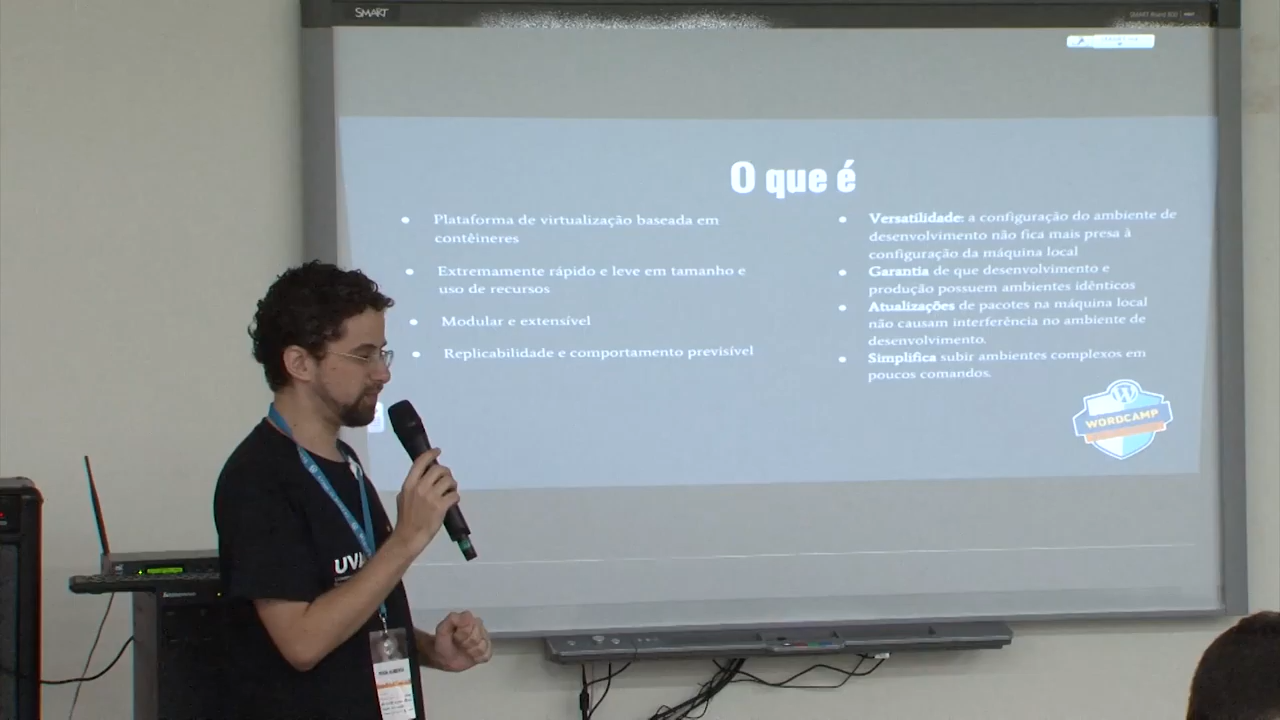 SMART
O que é
● Plataforma de virtualização baseada em
contêineres
● Extremamente rápido e leve em tamanho e
uso de recursos
● Modular e extensível
● Replicabilidade e comportamento previsível
● Versatilidade: a configuração do ambiente de
desenvolvimento não fica mais presa à
configuração da máquina local
● Garantia de que desenvolvimento e
produção possuem ambientes idênticos
● Atualizações de pacotes na máquina local
não causam interferência no ambiente de
desenvolvimento.
● Simplifica subir ambientes complexos em
poucos comandos.
W
WORDCAMP